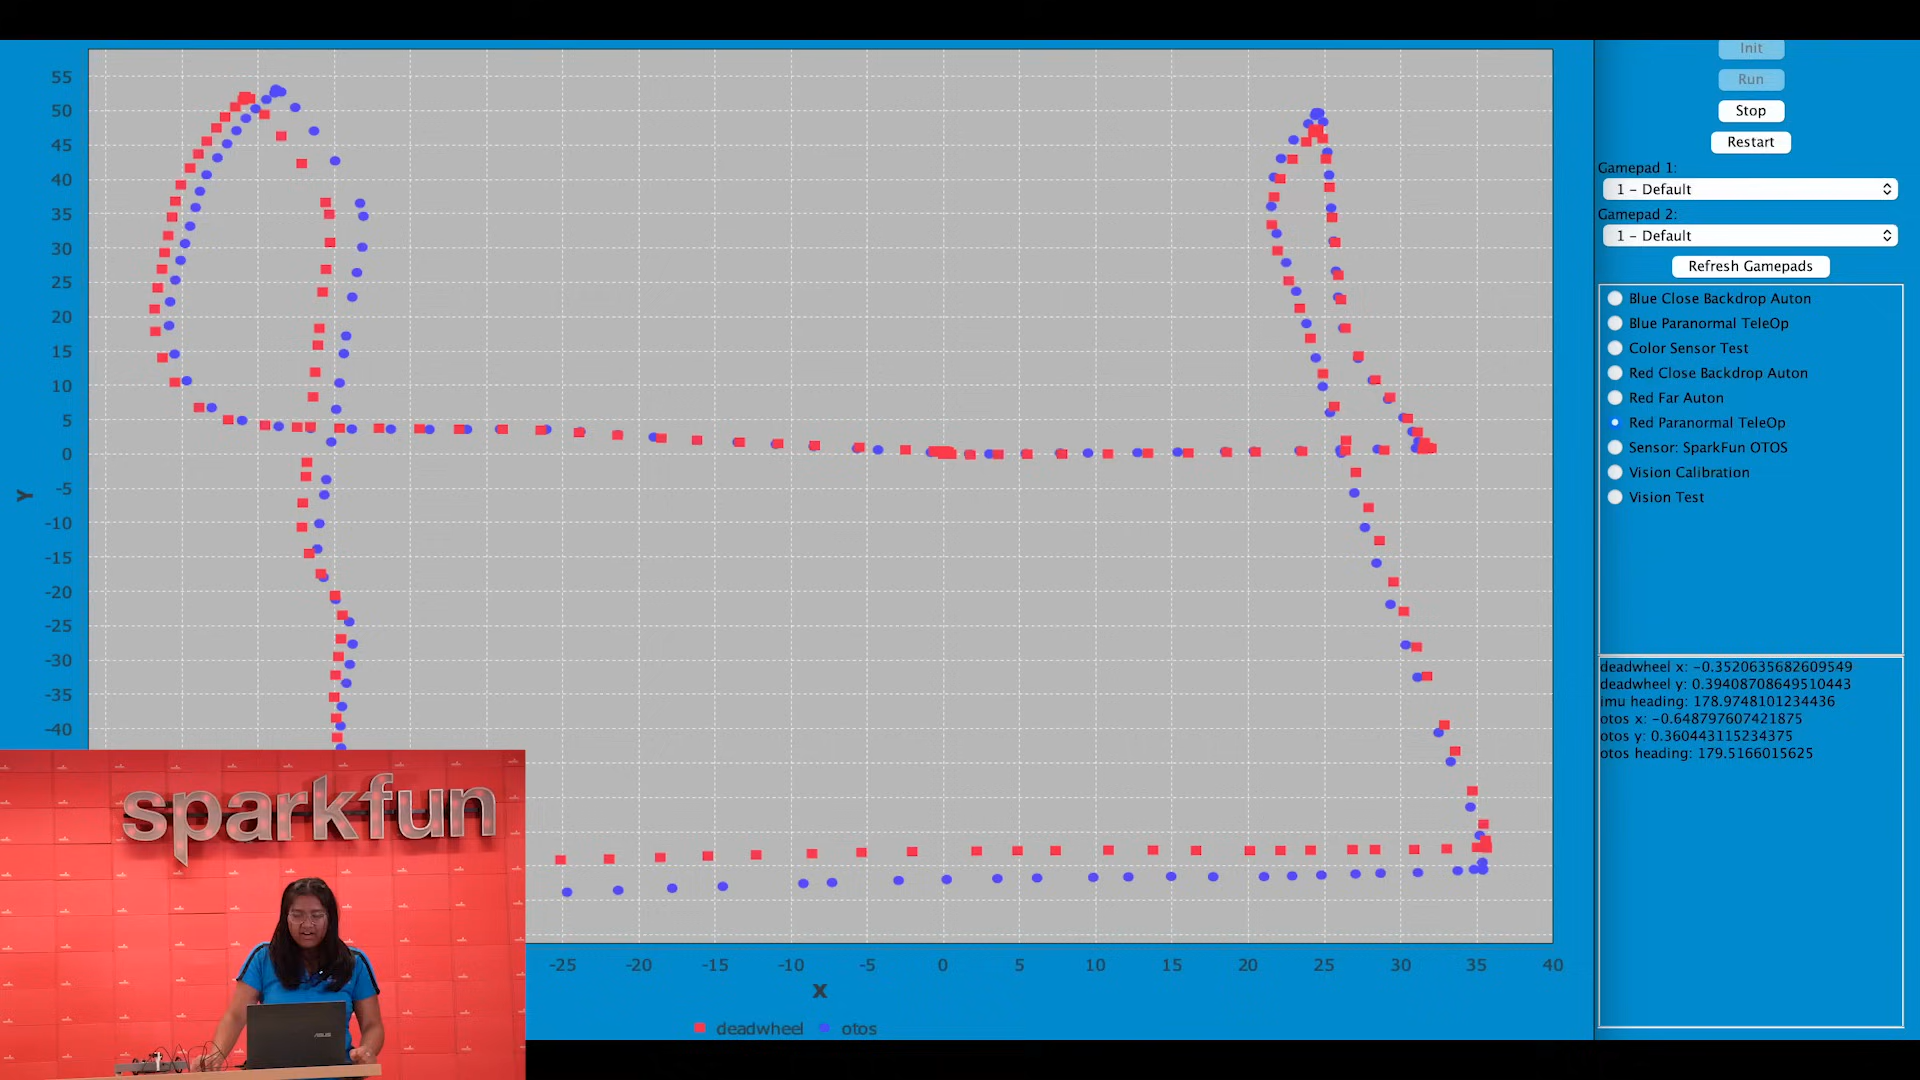 Init
Run
Stop
Restart
Gamepad 1:
1 - Default
Gamepad 2:
1 - Default
Refresh Gamepads
Blue Close Backdrop Auton
Blue Paranormal TeleOp
Color Sensor Test
Red Close Backdrop Auton
Red Far Auton
Red Paranormal TeleOp
Sensor: SparkFun OTOS
Vision Calibration
Vision Test
deadwheel x: -0.3520635682609549
deadwheel y: 0.39408708649510443
imu heading: 178.9748101234436
otos x: -0.648797607421875
otos y: 0.360443115234375
otos heading: 179.5166015625
55
50
45
40
35
30
25
20
15
10
5
0
-5
-10
-15
-20
-25
-30
-35
-40
Y
-25 -20 -15 -10 -5 0 5 10 15 20 25 30 35 40
X
deadwheel otos
sparkfun
ASUS